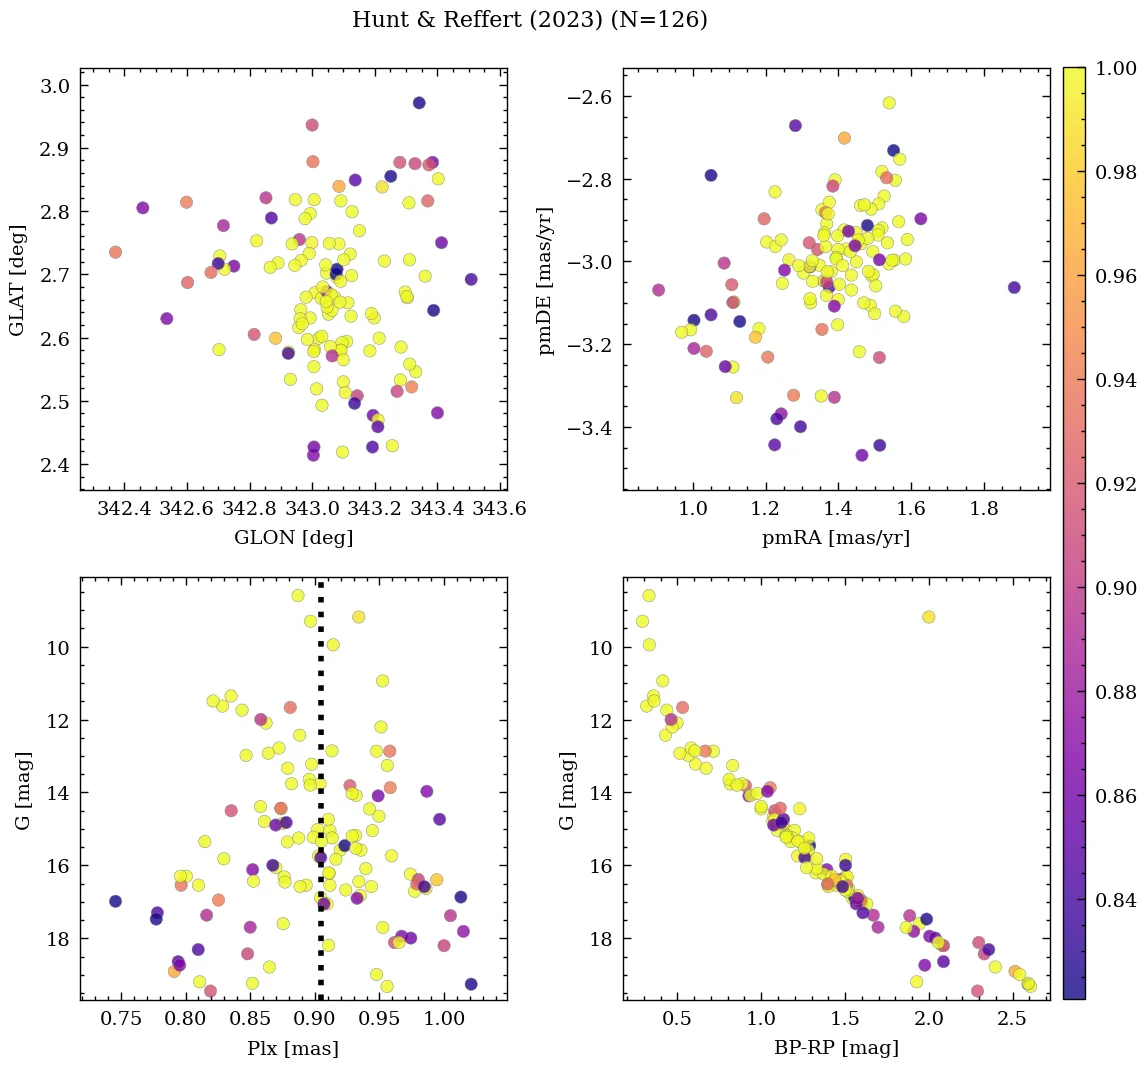 Hunt & Reffert (2023) (N=126)
3.0
2.9
2.8
2.7
2.6
2.5
2.4
GLAT [deg]
342.4 342.6 342.8 343.0 343.2 343.4 343.6
GLON [deg]
−2.6
−2.8
−3.0
−3.2
−3.4
pmDE [mas/yr]
1.0 1.2 1.4 1.6 1.8
pmRA [mas/yr]
1.00
0.98
0.96
0.94
0.92
0.90
0.88
0.86
0.84
10
12
14
16
18
G [mag]
0.75 0.80 0.85 0.90 0.95 1.00
Plx [mas]
10
12
14
16
18
G [mag]
0.5 1.0 1.5 2.0 2.5
BP-RP [mag]